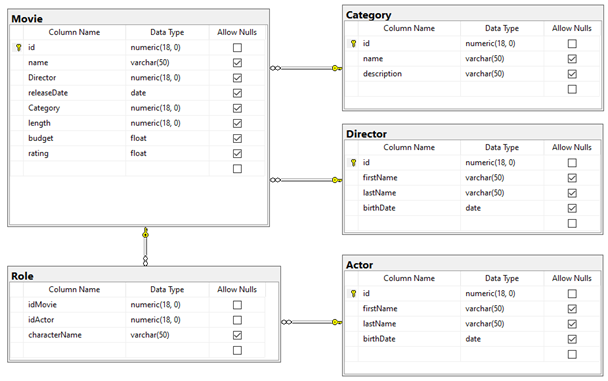 Movie
Column Name Data Type Allow Nulls
id numeric(18, 0)
name varchar(50)
Director numeric(18, 0)
releaseDate date
Category numeric(18, 0)
length numeric(18, 0)
budget float
rating float
Category
Column Name Data Type Allow Nulls
id numeric(18, 0)
name varchar(50)
description varchar(50)
Director
Column Name Data Type Allow Nulls
id numeric(18, 0)
firstName varchar(50)
lastName varchar(50)
birthDate date
Role
Column Name Data Type Allow Nulls
idMovie numeric(18, 0)
idActor numeric(18, 0)
characterName varchar(50)
Actor
Column Name Data Type Allow Nulls
id numeric(18, 0)
firstName varchar(50)
lastName varchar(50)
birthDate date